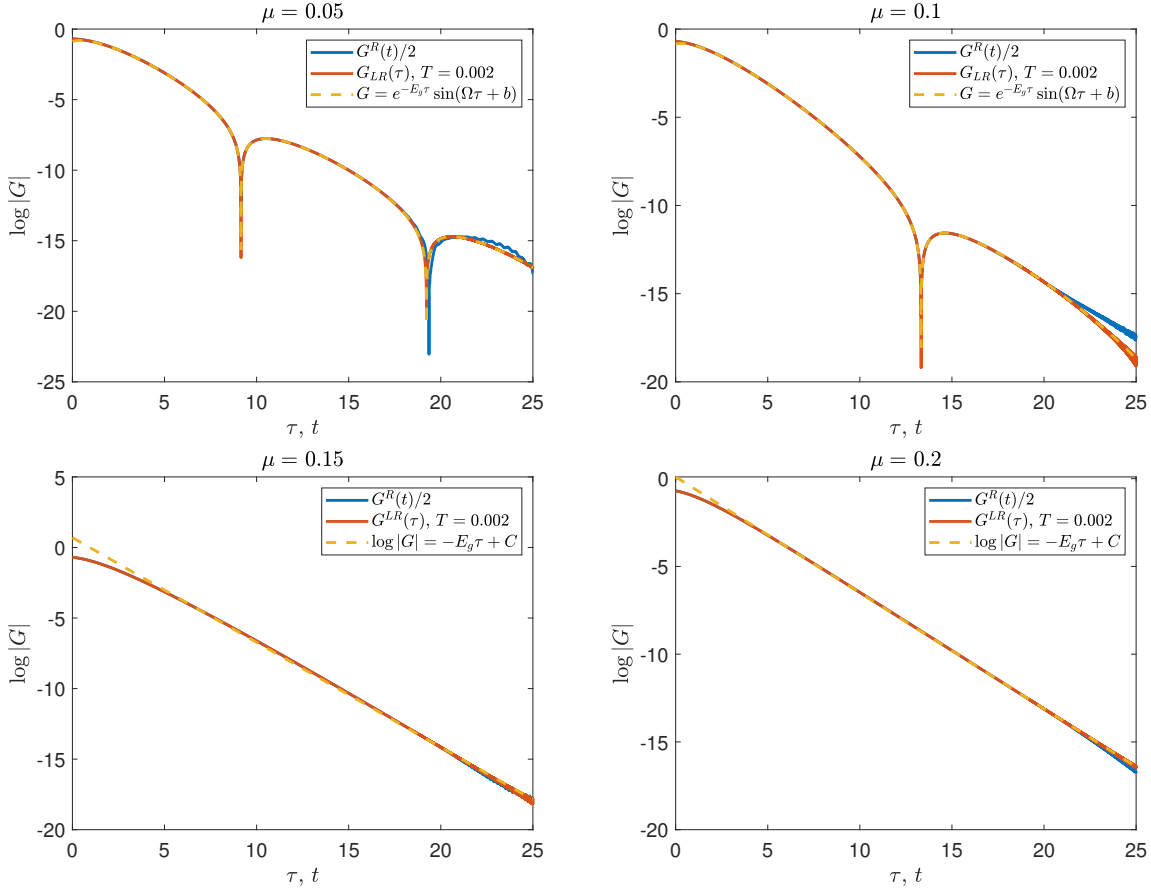 μ = 0.05
G^R(t)/2
G_{LR}(τ), T = 0.002
G = e^{-E_gτ} sin(Ωτ + b)
0
-5
-10
-15
-20
-25
log |G|
0 5 10 15 20 25
τ, t
μ = 0.1
G^R(t)/2
G_{LR}(τ), T = 0.002
G = e^{-E_gτ} sin(Ωτ + b)
0
-5
-10
-15
-20
log |G|
0 5 10 15 20 25
τ, t
μ = 0.15
G^R(t)/2
G^{LR}(τ), T = 0.002
log |G| = -E_gτ + C
5
0
-5
-10
-15
-20
log |G|
0 5 10 15 20 25
τ, t
μ = 0.2
G^R(t)/2
G^{LR}(τ), T = 0.002
log |G| = -E_gτ + C
0
-5
-10
-15
-20
log |G|
0 5 10 15 20 25
τ, t